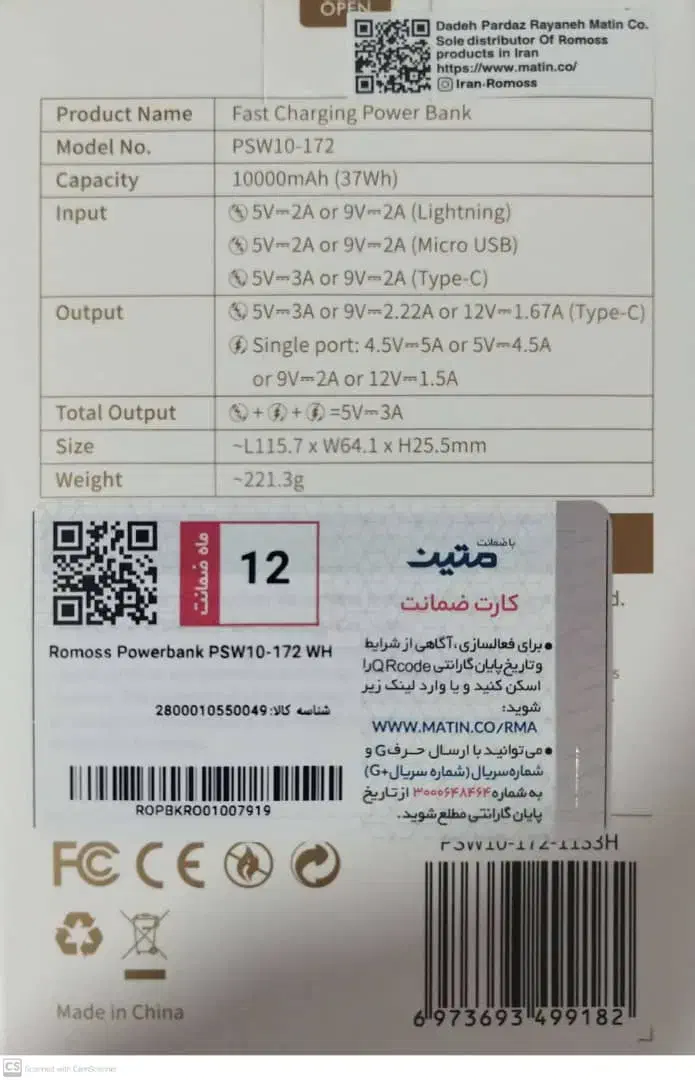 OPEN
Dadeh Pardaz Rayaneh Matin Co.
Sole distributor Of Romoss
products in Iran
https://www.matin.co/
Iran-Romoss
Product Name Fast Charging Power Bank
Model No. PSW10-172
Capacity 10000mAh (37Wh)
Input 5V⎓2A or 9V⎓2A (Lightning)
5V⎓2A or 9V⎓2A (Micro USB)
5V⎓3A or 9V⎓2A (Type-C)
Output 5V⎓3A or 9V⎓2.22A or 12V⎓1.67A (Type-C)
Single port: 4.5V⎓5A or 5V⎓4.5A
or 9V⎓2A or 12V⎓1.5A
Total Output + + =5V⎓3A
Size ~L115.7 x W64.1 x H25.5mm
Weight ~221.3g
12 ماه ضمانت
Romoss Powerbank PSW10-172 WH
شناسه کالا: 2800010550049
ROPBKRO01007919
با ضمانت
متین
کارت ضمانت
• برای فعالسازی، آگاهی از شرایط
و تاریخ پایان گارانتی QRcode را
اسکن کنید و یا وارد لینک زیر
شوید:
WWW.MATIN.CO/RMA
• می‌توانید با ارسال حرف G و
شماره سریال (شماره سریال+G)
به شماره ۳۰۰۰۶۴۸۴۶۴ از تاریخ
پایان گارانتی مطلع شوید.
d.
s
FC CE
PSW10-172-1133H
6 973693 499182
Made in China
CS Scanned with CamScanner